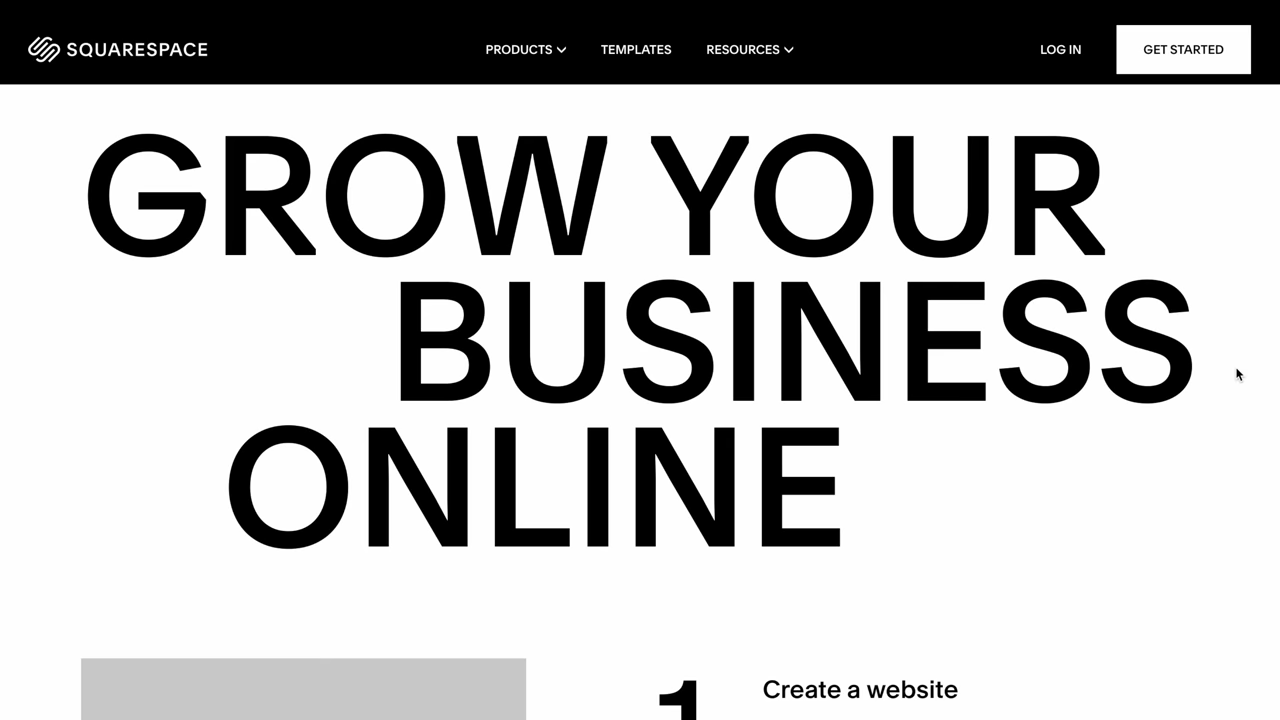 SQUARESPACE
PRODUCTS
TEMPLATES
RESOURCES
LOG IN
GET STARTED
GROW YOUR
BUSINESS
ONLINE
1
Create a website